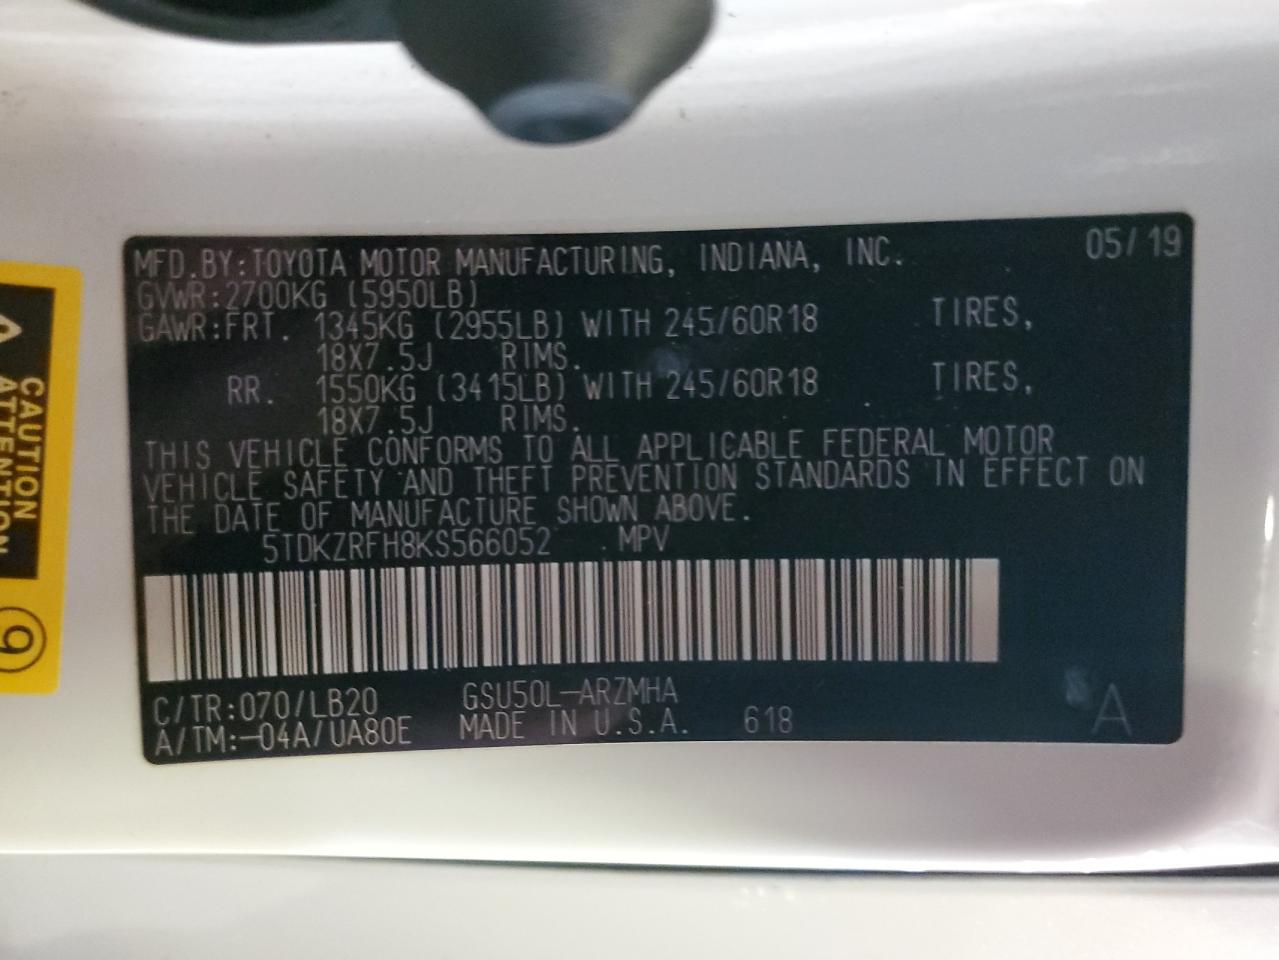 MFD.BY:TOYOTA MOTOR MANUFACTURING, INDIANA, INC. 05/19
GVWR:2700KG (5950LB)
GAWR:FRT. 1345KG (2955LB) WITH 245/60R18 TIRES,
18X7.5J RIMS.
RR. 1550KG (3415LB) WITH 245/60R18 TIRES,
18X7.5J RIMS.
THIS VEHICLE CONFORMS TO ALL APPLICABLE FEDERAL MOTOR
VEHICLE SAFETY AND THEFT PREVENTION STANDARDS IN EFFECT ON
THE DATE OF MANUFACTURE SHOWN ABOVE.
5TDKZRFH8KS566052 MPV
C/TR:070/LB20 GSU50L-ARZMHA
A/TM:-04A/UA80E MADE IN U.S.A. 618 A
CAUTION
ATTENTION
9